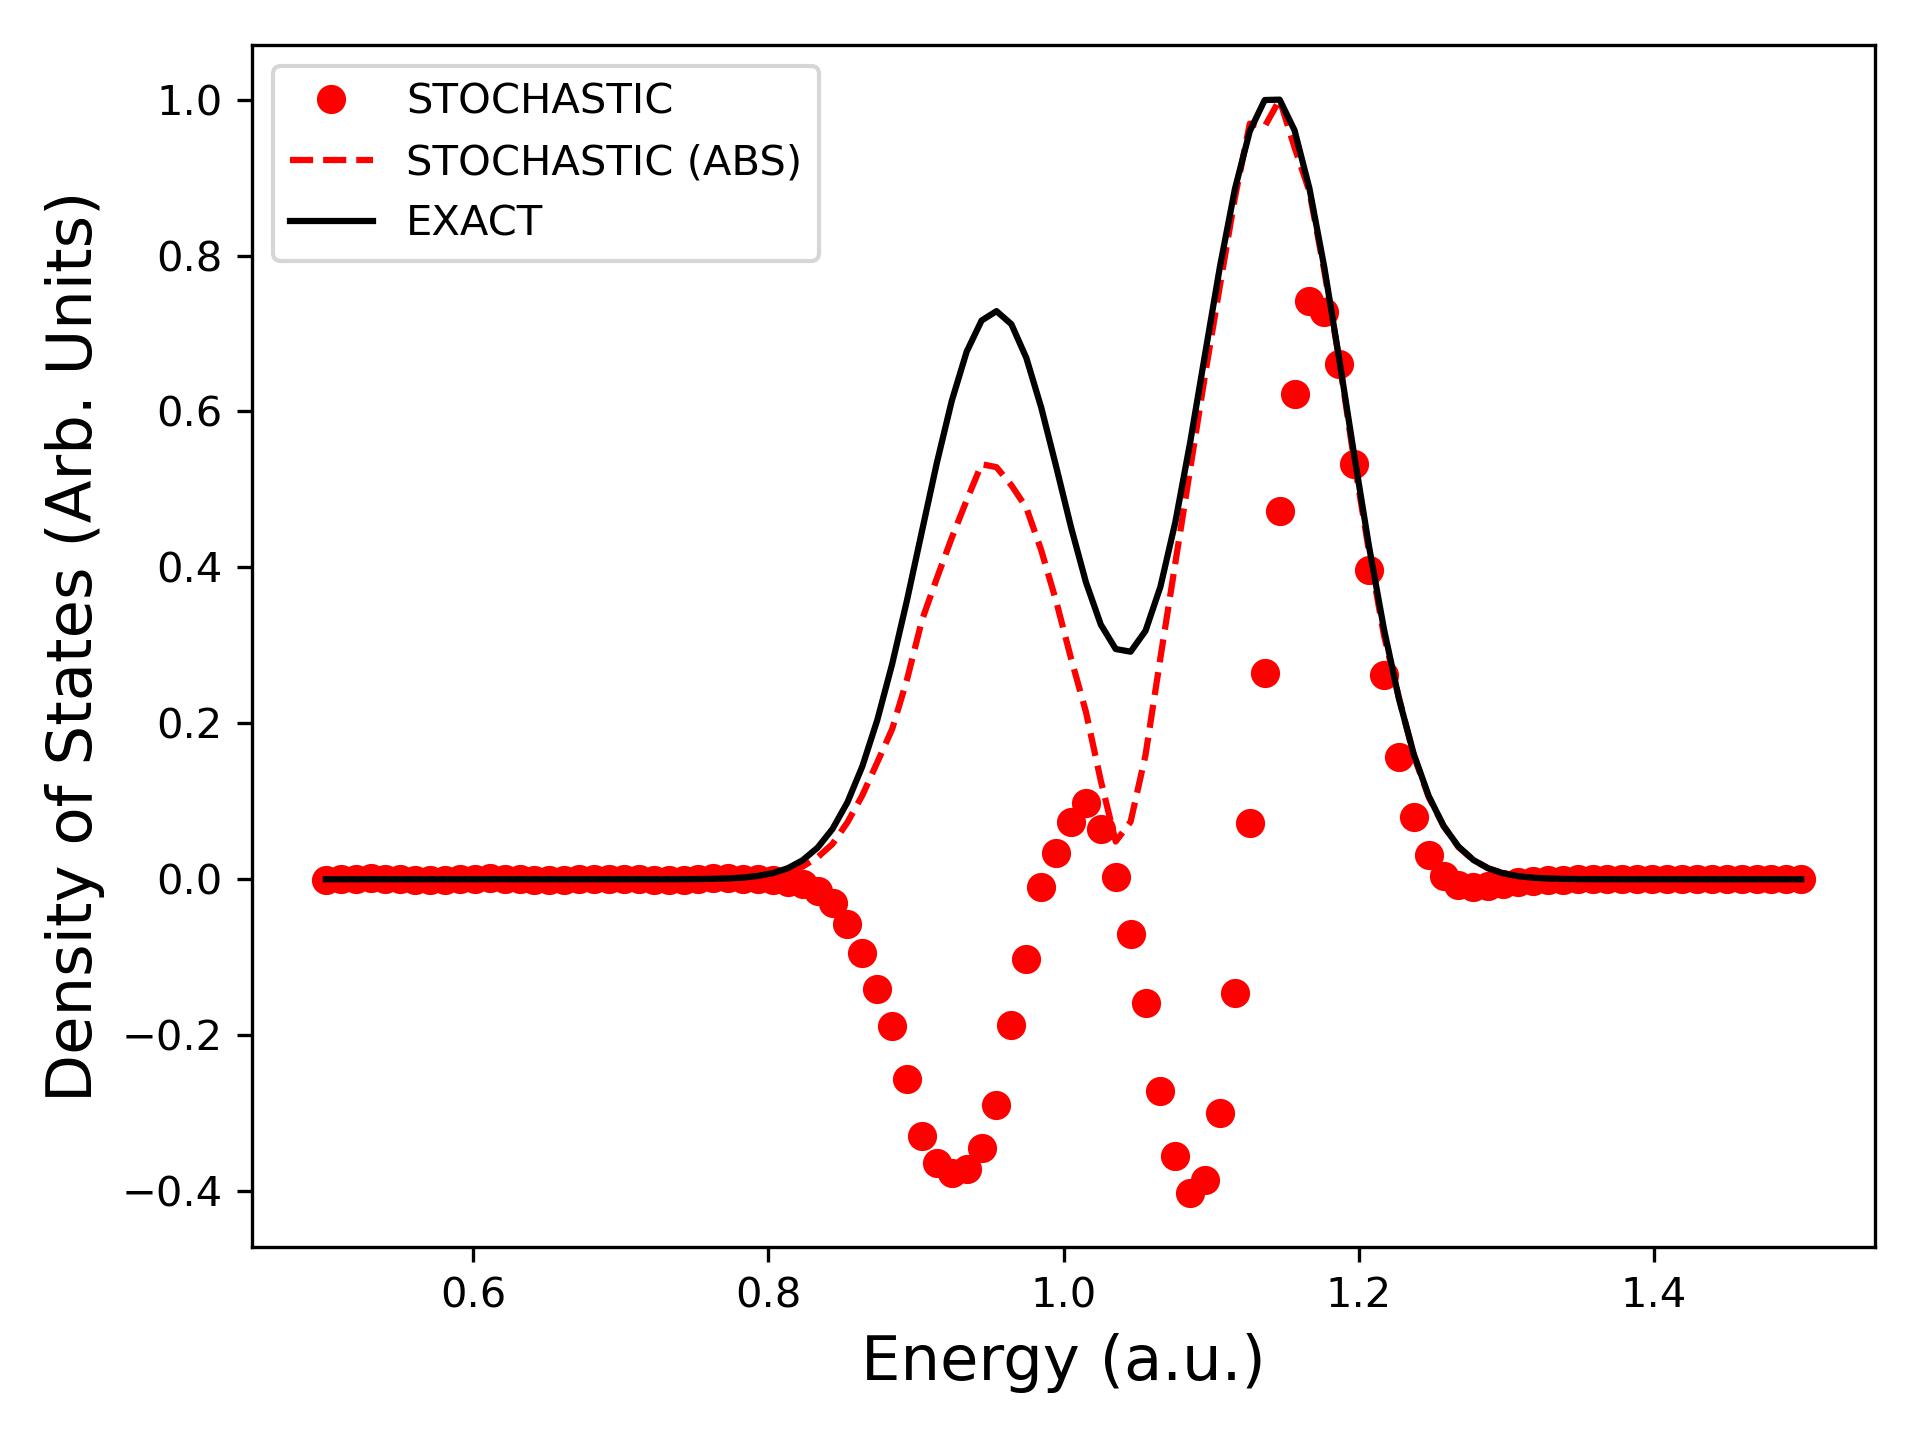 STOCHASTIC
STOCHASTIC (ABS)
EXACT
Density of States (Arb. Units)
1.0
0.8
0.6
0.4
0.2
0.0
−0.2
−0.4
0.6 0.8 1.0 1.2 1.4
Energy (a.u.)